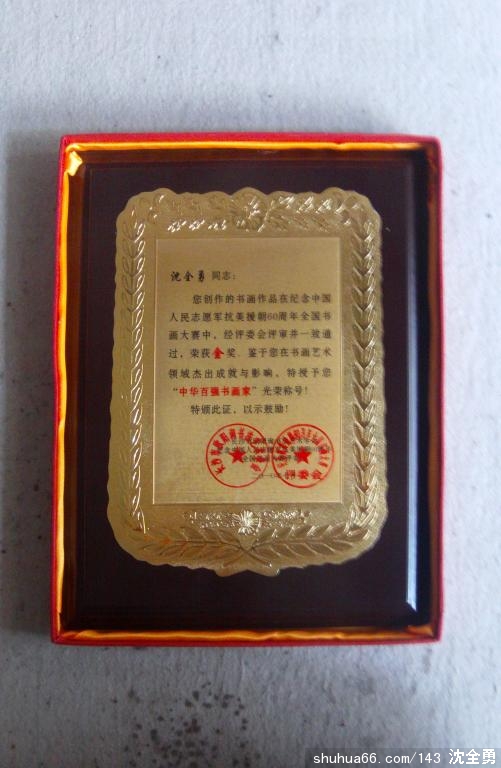 沈全勇 同志：
您创作的书画作品在纪念中国
人民志愿军抗美援朝60周年全国书
画大赛中，经评委会评审并一致通
过，荣获金奖。鉴于您在书画艺术
领域杰出成就与影响，特授予您
“中华百强书画家”光荣称号！
特颁此证，以示鼓励！
shuhua66.com/143 沈全勇